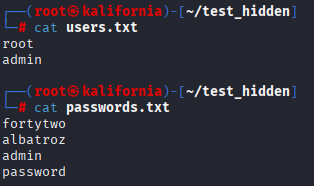 ┌──(root㉿kalifornia)-[~/test_hidden]
└─# cat users.txt
root
admin
┌──(root㉿kalifornia)-[~/test_hidden]
└─# cat passwords.txt
fortytwo
albatroz
admin
password